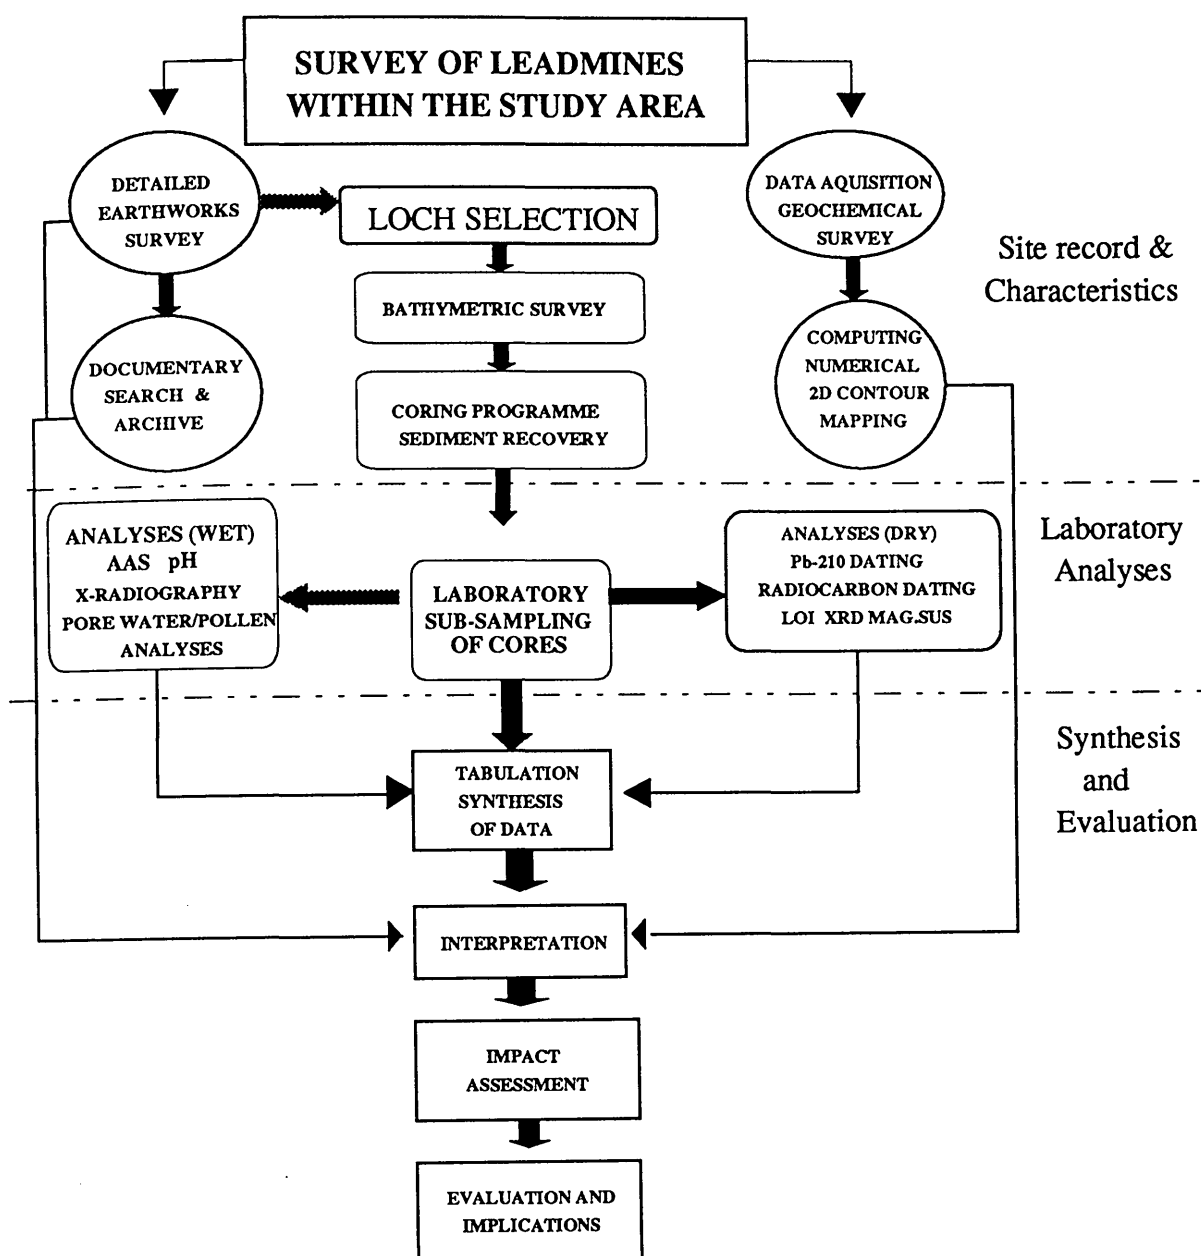 SURVEY OF LEADMINES
WITHIN THE STUDY AREA
DETAILED
EARTHWORKS
SURVEY
LOCH SELECTION
DATA AQUISITION
GEOCHEMICAL
SURVEY
Site record &
Characteristics
BATHYMETRIC SURVEY
DOCUMENTARY
SEARCH &
ARCHIVE
CORING PROGRAMME
SEDIMENT RECOVERY
COMPUTING
NUMERICAL
2D CONTOUR
MAPPING
ANALYSES (WET)
AAS pH
X-RADIOGRAPHY
PORE WATER/POLLEN
ANALYSES
LABORATORY
SUB-SAMPLING
OF CORES
ANALYSES (DRY)
Pb-210 DATING
RADIOCARBON DATING
LOI XRD MAG.SUS
Laboratory
Analyses
TABULATION
SYNTHESIS
OF DATA
Synthesis
and
Evaluation
INTERPRETATION
IMPACT
ASSESSMENT
EVALUATION AND
IMPLICATIONS